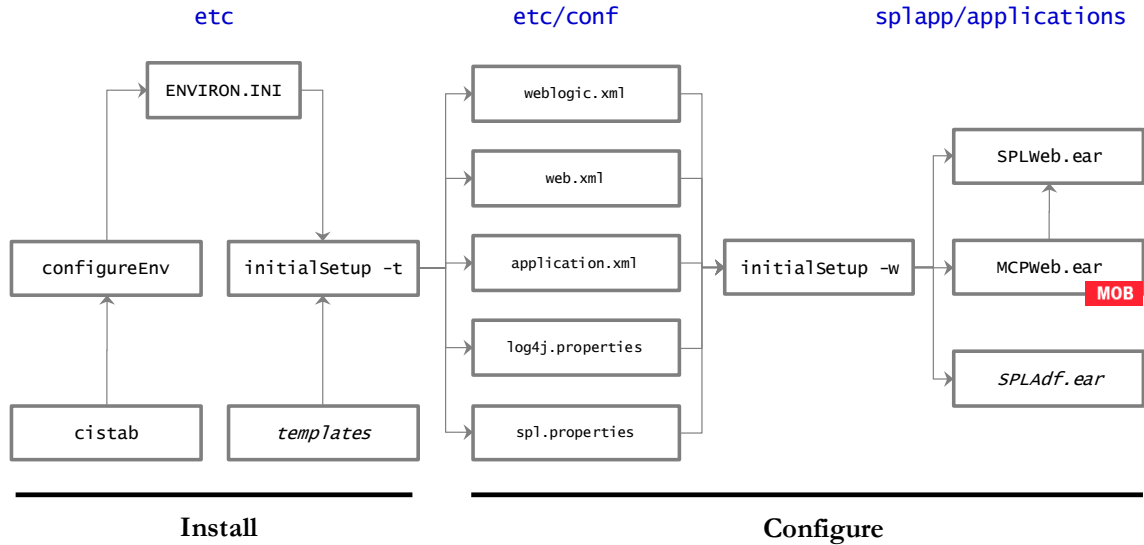 etc
etc/conf
splapp/applications
ENVIRON.INI
configureEnv
initialSetup –t
cistab
templates
weblogic.xml
web.xml
application.xml
log4j.properties
spl.properties
initialSetup –w
SPLWeb.ear
MCPWeb.ear
MOB
SPLAdf.ear
Install
Configure